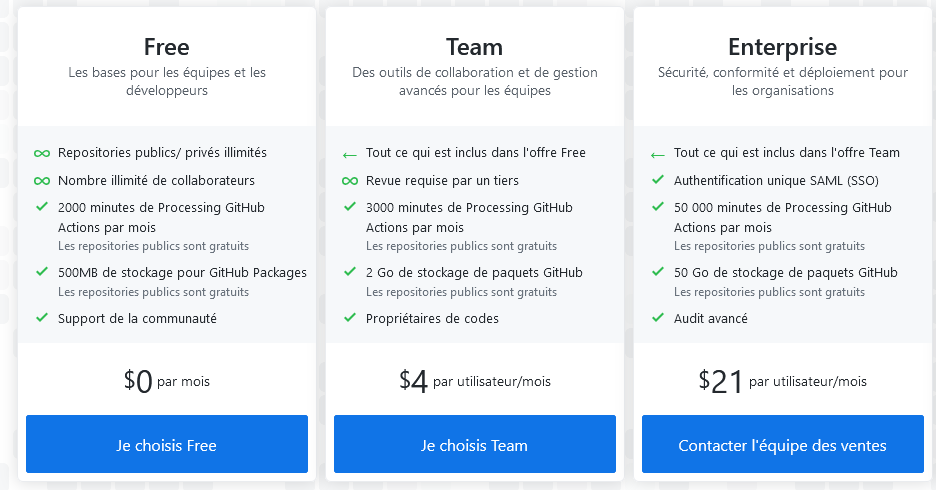 Free
Les bases pour les équipes et les
développeurs
Repositories publics/ privés illimités
Nombre illimité de collaborateurs
2000 minutes de Processing GitHub
Actions par mois
Les repositories publics sont gratuits
500MB de stockage pour GitHub Packages
Les repositories publics sont gratuits
Support de la communauté
$0 par mois
Je choisis Free
Team
Des outils de collaboration et de gestion
avancés pour les équipes
Tout ce qui est inclus dans l'offre Free
Revue requise par un tiers
3000 minutes de Processing GitHub
Actions par mois
Les repositories publics sont gratuits
2 Go de stockage de paquets GitHub
Les repositories publics sont gratuits
Propriétaires de codes
$4 par utilisateur/mois
Je choisis Team
Enterprise
Sécurité, conformité et déploiement pour
les organisations
Tout ce qui est inclus dans l'offre Team
Authentification unique SAML (SSO)
50 000 minutes de Processing GitHub
Actions par mois
Les repositories publics sont gratuits
50 Go de stockage de paquets GitHub
Les repositories publics sont gratuits
Audit avancé
$21 par utilisateur/mois
Contacter l'équipe des ventes